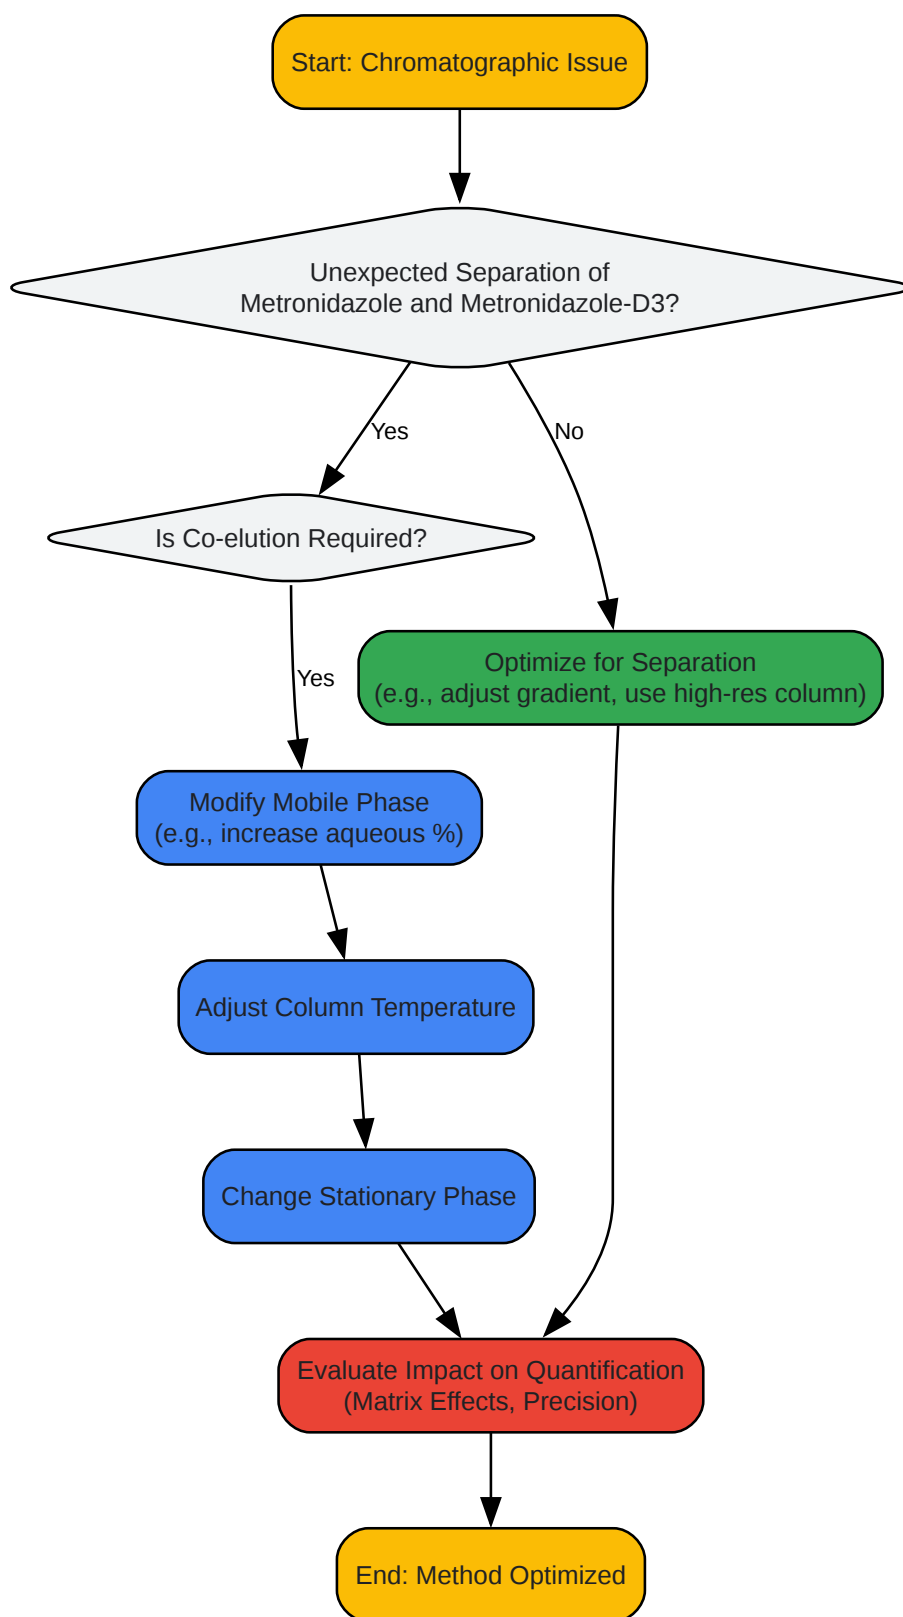 Start: Chromatographic Issue
Unexpected Separation of
Metronidazole and Metronidazole-D3?
Yes
No
Is Co-elution Required?
Optimize for Separation
(e.g., adjust gradient, use high-res column)
Yes
Modify Mobile Phase
(e.g., increase aqueous %)
Adjust Column Temperature
Change Stationary Phase
Evaluate Impact on Quantification
(Matrix Effects, Precision)
End: Method Optimized